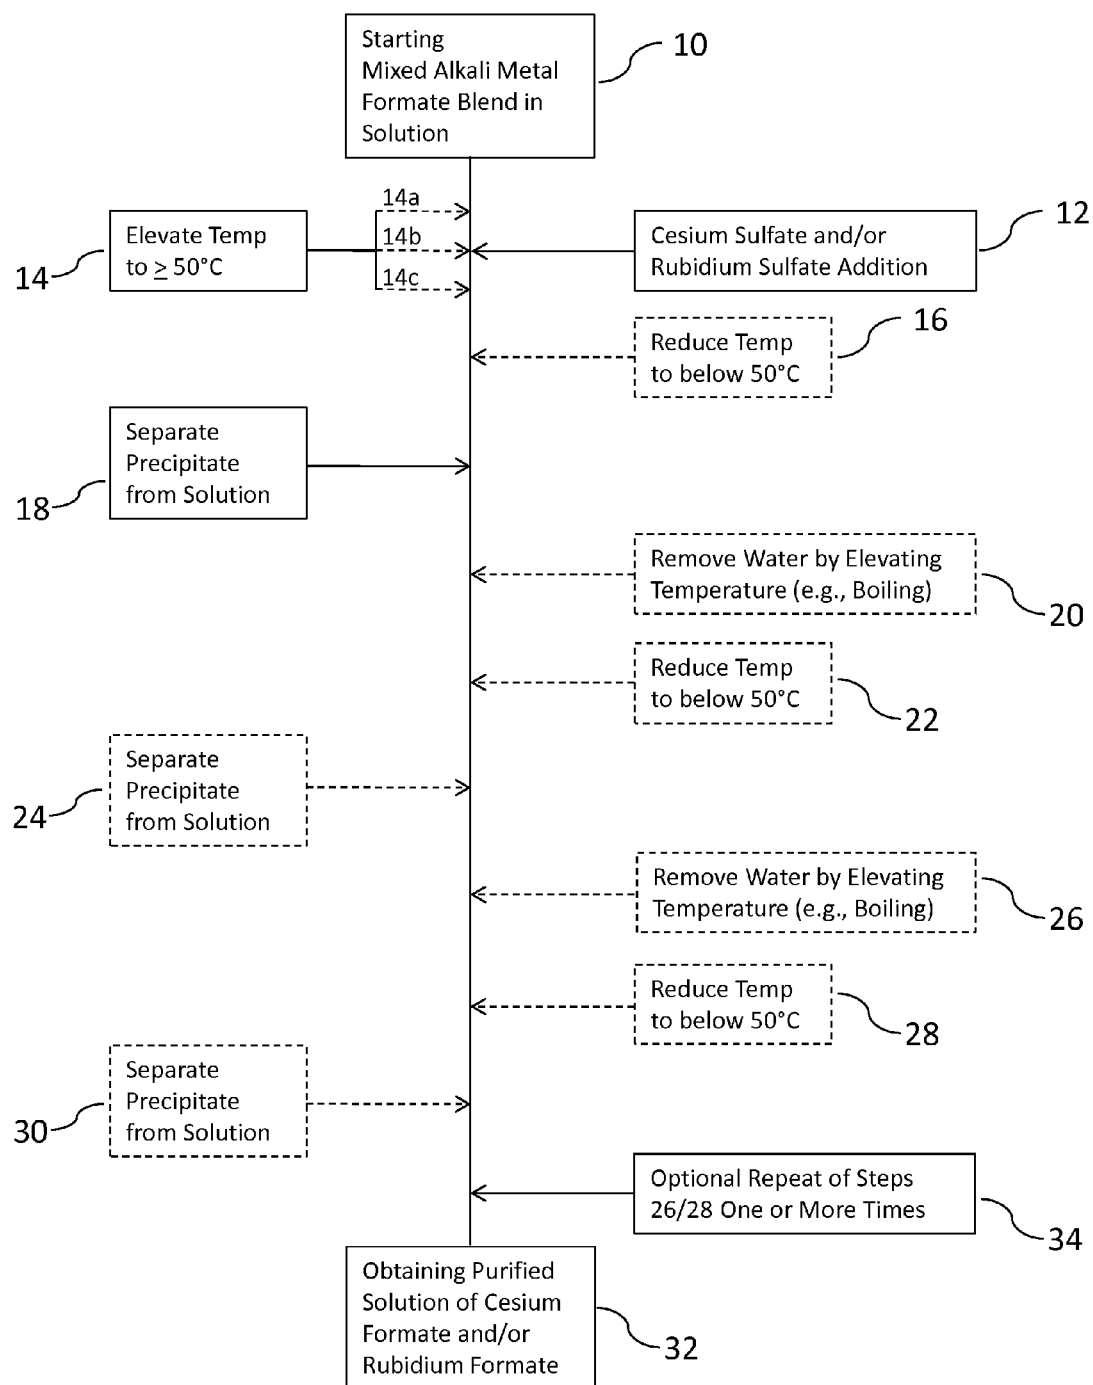 Starting
Mixed Alkali Metal
Formate Blend in
Solution
10
14a
14b
14c
Elevate Temp
to ≥ 50°C
14
Cesium Sulfate and/or
Rubidium Sulfate Addition
12
Reduce Temp
to below 50°C
16
Separate
Precipitate
from Solution
18
Remove Water by Elevating
Temperature (e.g., Boiling)
20
Reduce Temp
to below 50°C
22
Separate
Precipitate
from Solution
24
Remove Water by Elevating
Temperature (e.g., Boiling)
26
Reduce Temp
to below 50°C
28
Separate
Precipitate
from Solution
30
Optional Repeat of Steps
26/28 One or More Times
34
Obtaining Purified
Solution of Cesium
Formate and/or
Rubidium Formate
32